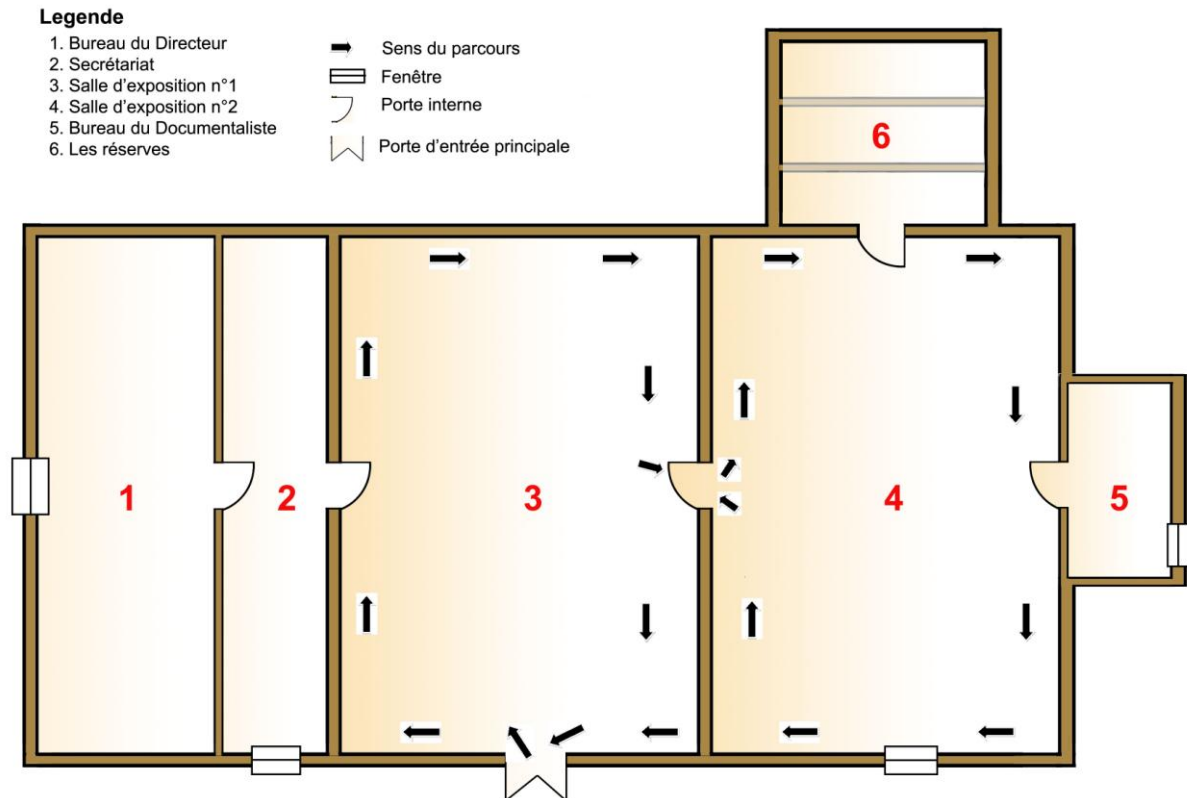 Legende
1. Bureau du Directeur
2. Secrétariat
3. Salle d'exposition n°1
4. Salle d'exposition n°2
5. Bureau du Documentaliste
6. Les réserves
Sens du parcours
Fenêtre
Porte interne
Porte d'entrée principale
6
1
2
3
4
5